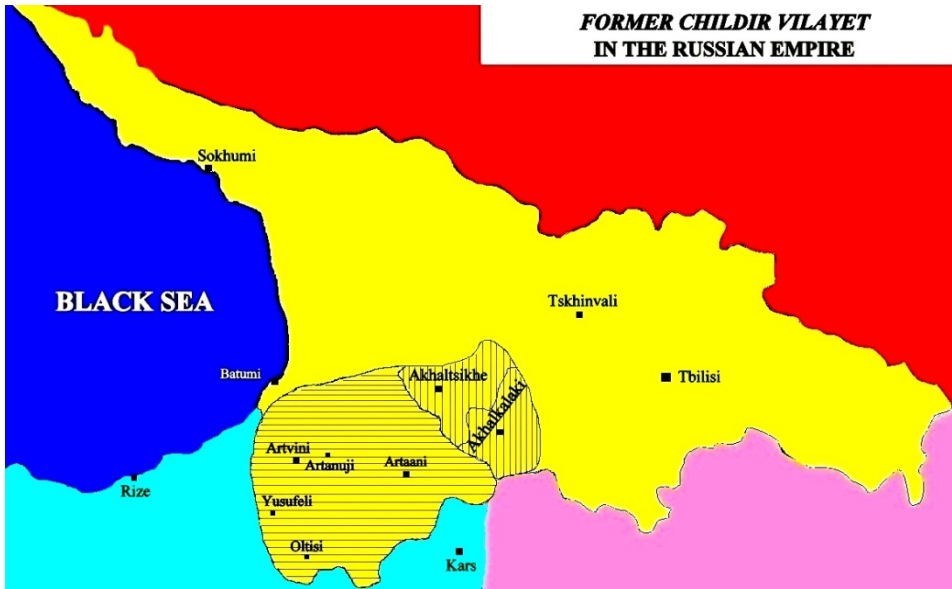 FORMER CHILDIR VILAYET
IN THE RUSSIAN EMPIRE
Sokhumi
BLACK SEA
Tskhinvali
Batumi
Akhaltsikhe
Tbilisi
Akhalkalaki
Artvini
Artanuji
Artaani
Rize
Yusufeli
Oltisi
Kars